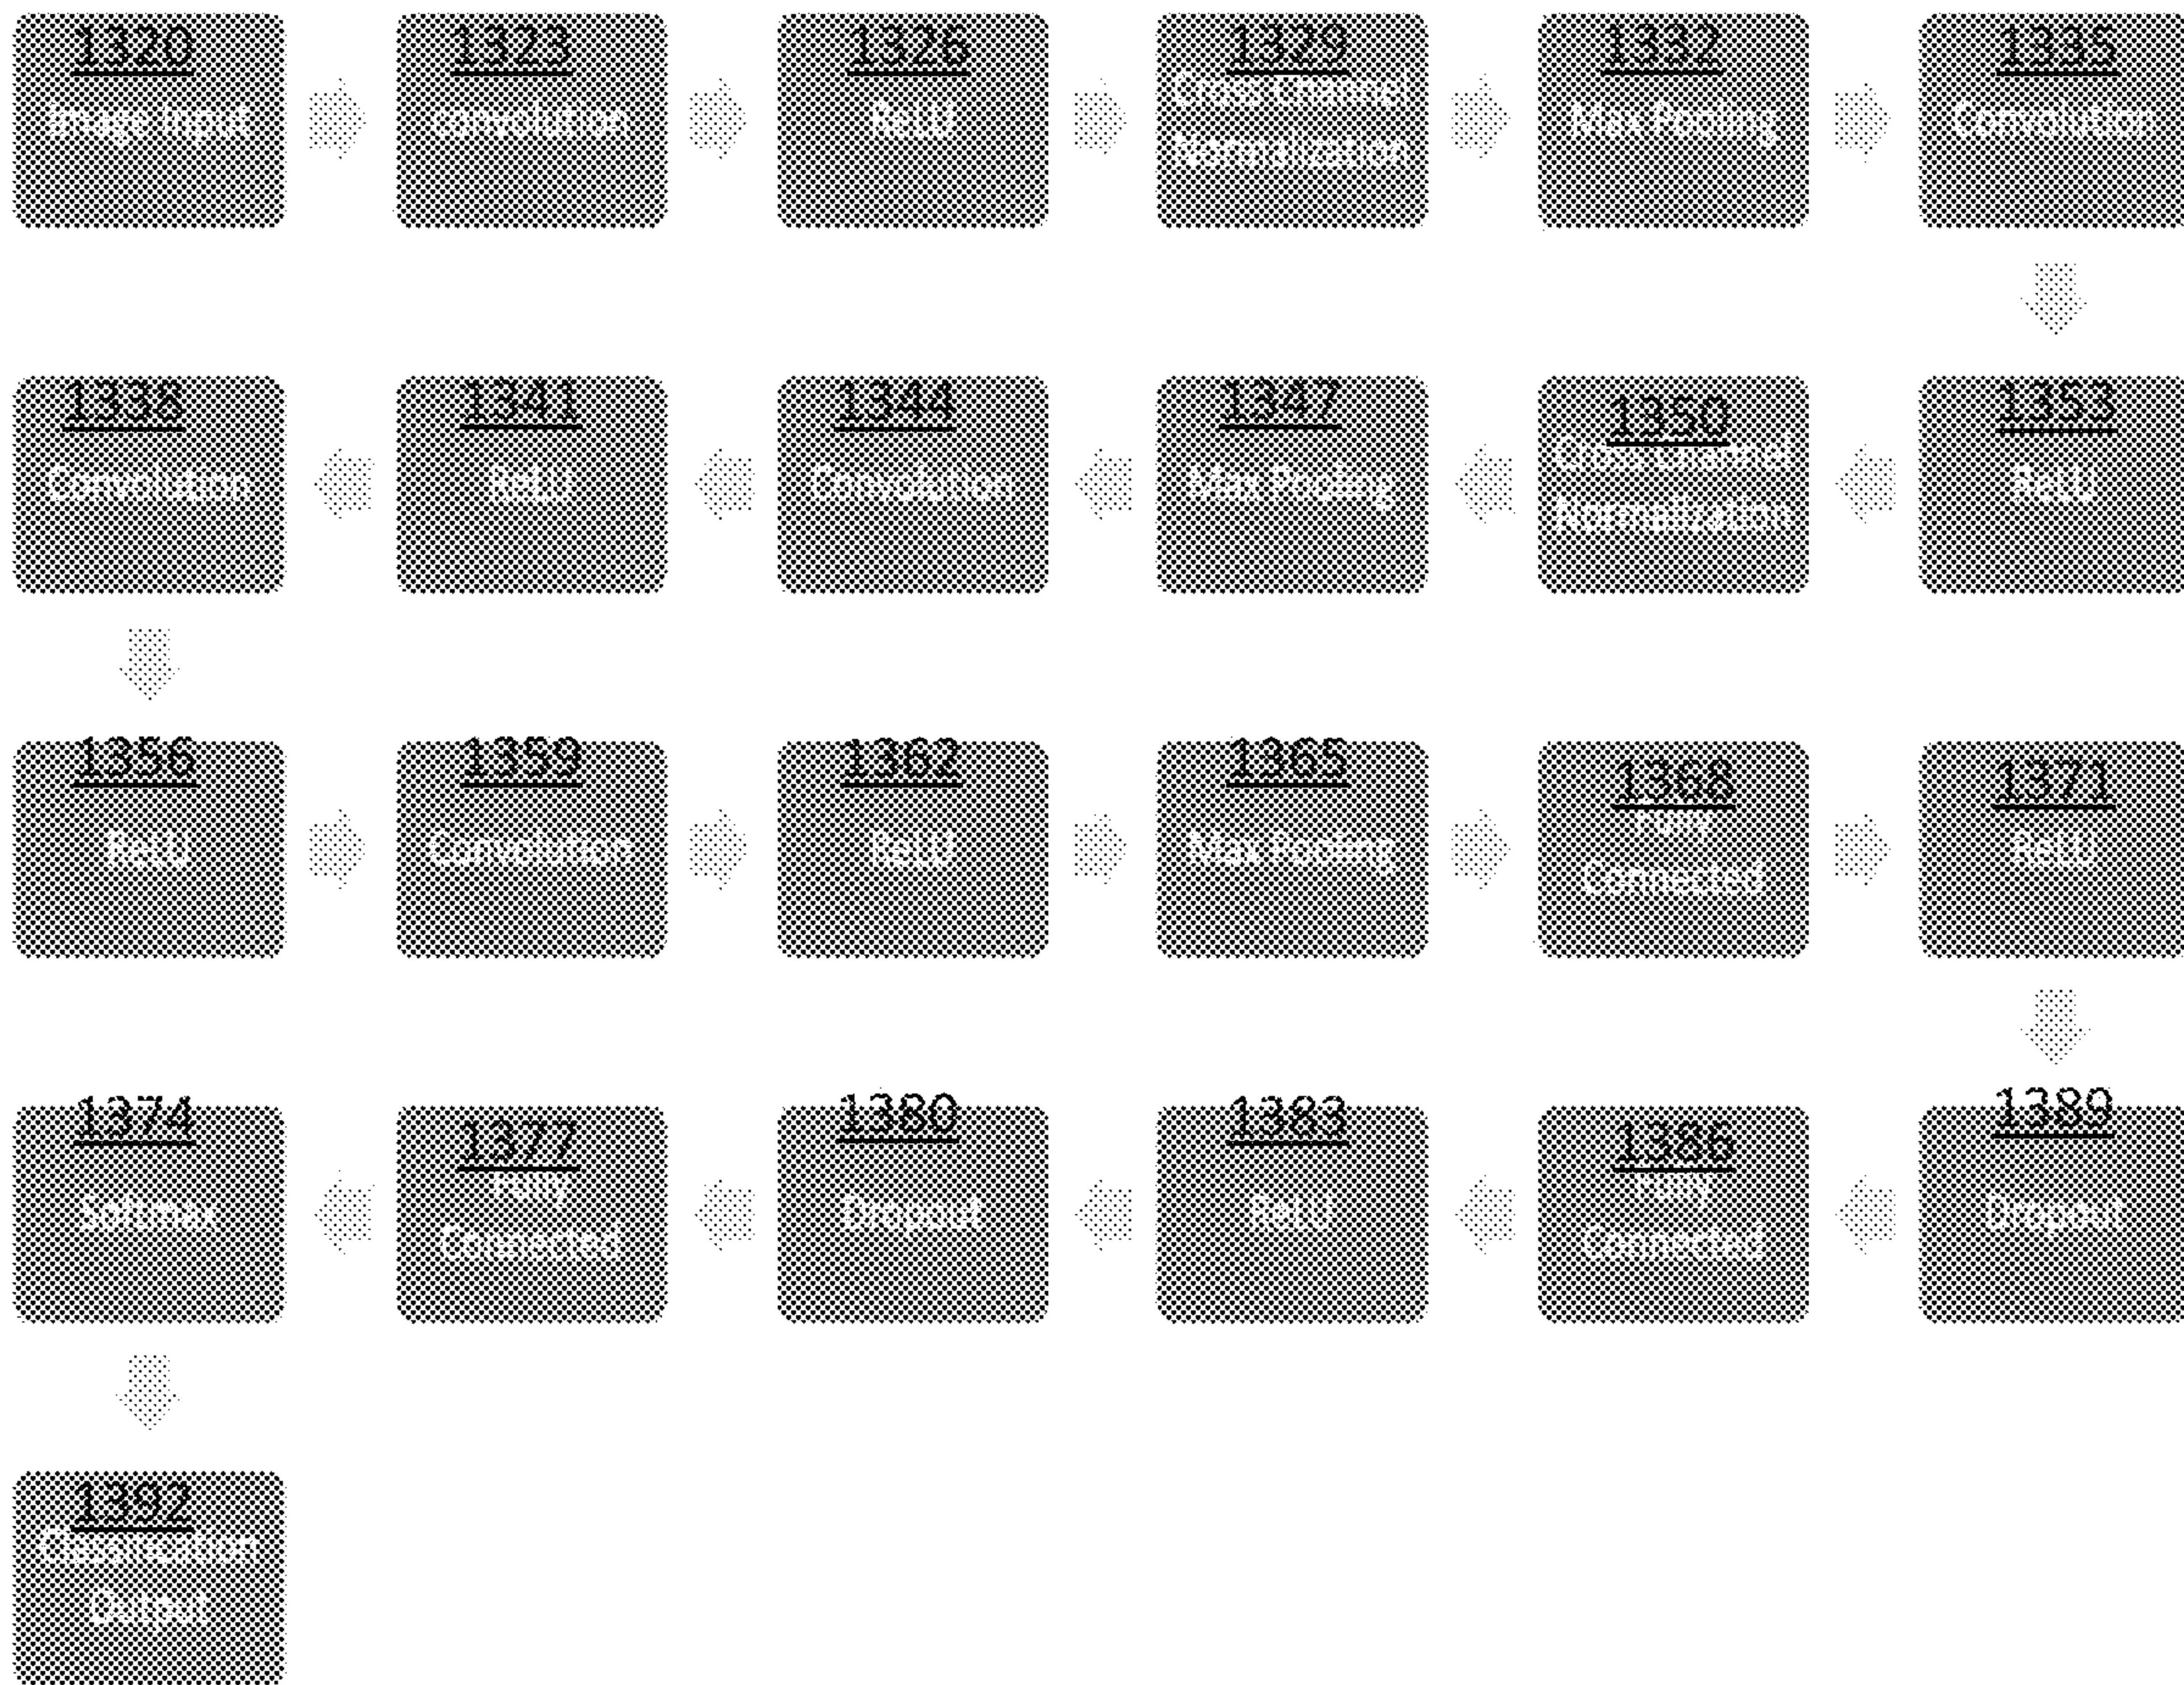 1320
Image Input
1323
convolution
1326
ReLU
1329
Cross Channel
Normalization
1332
Max Pooling
1335
Convolution
1338
Convolution
1341
ReLU
1344
Convolution
1347
Max Pooling
1350
Cross Channel
Normalization
1353
ReLU
1356
ReLU
1359
Convolution
1362
ReLU
1365
Max Pooling
1368
Fully
Connected
1371
ReLU
1374
Softmax
1377
Fully
Connected
1380
Dropout
1383
ReLU
1386
Fully
Connected
1389
Dropout
1392
Classification
Output